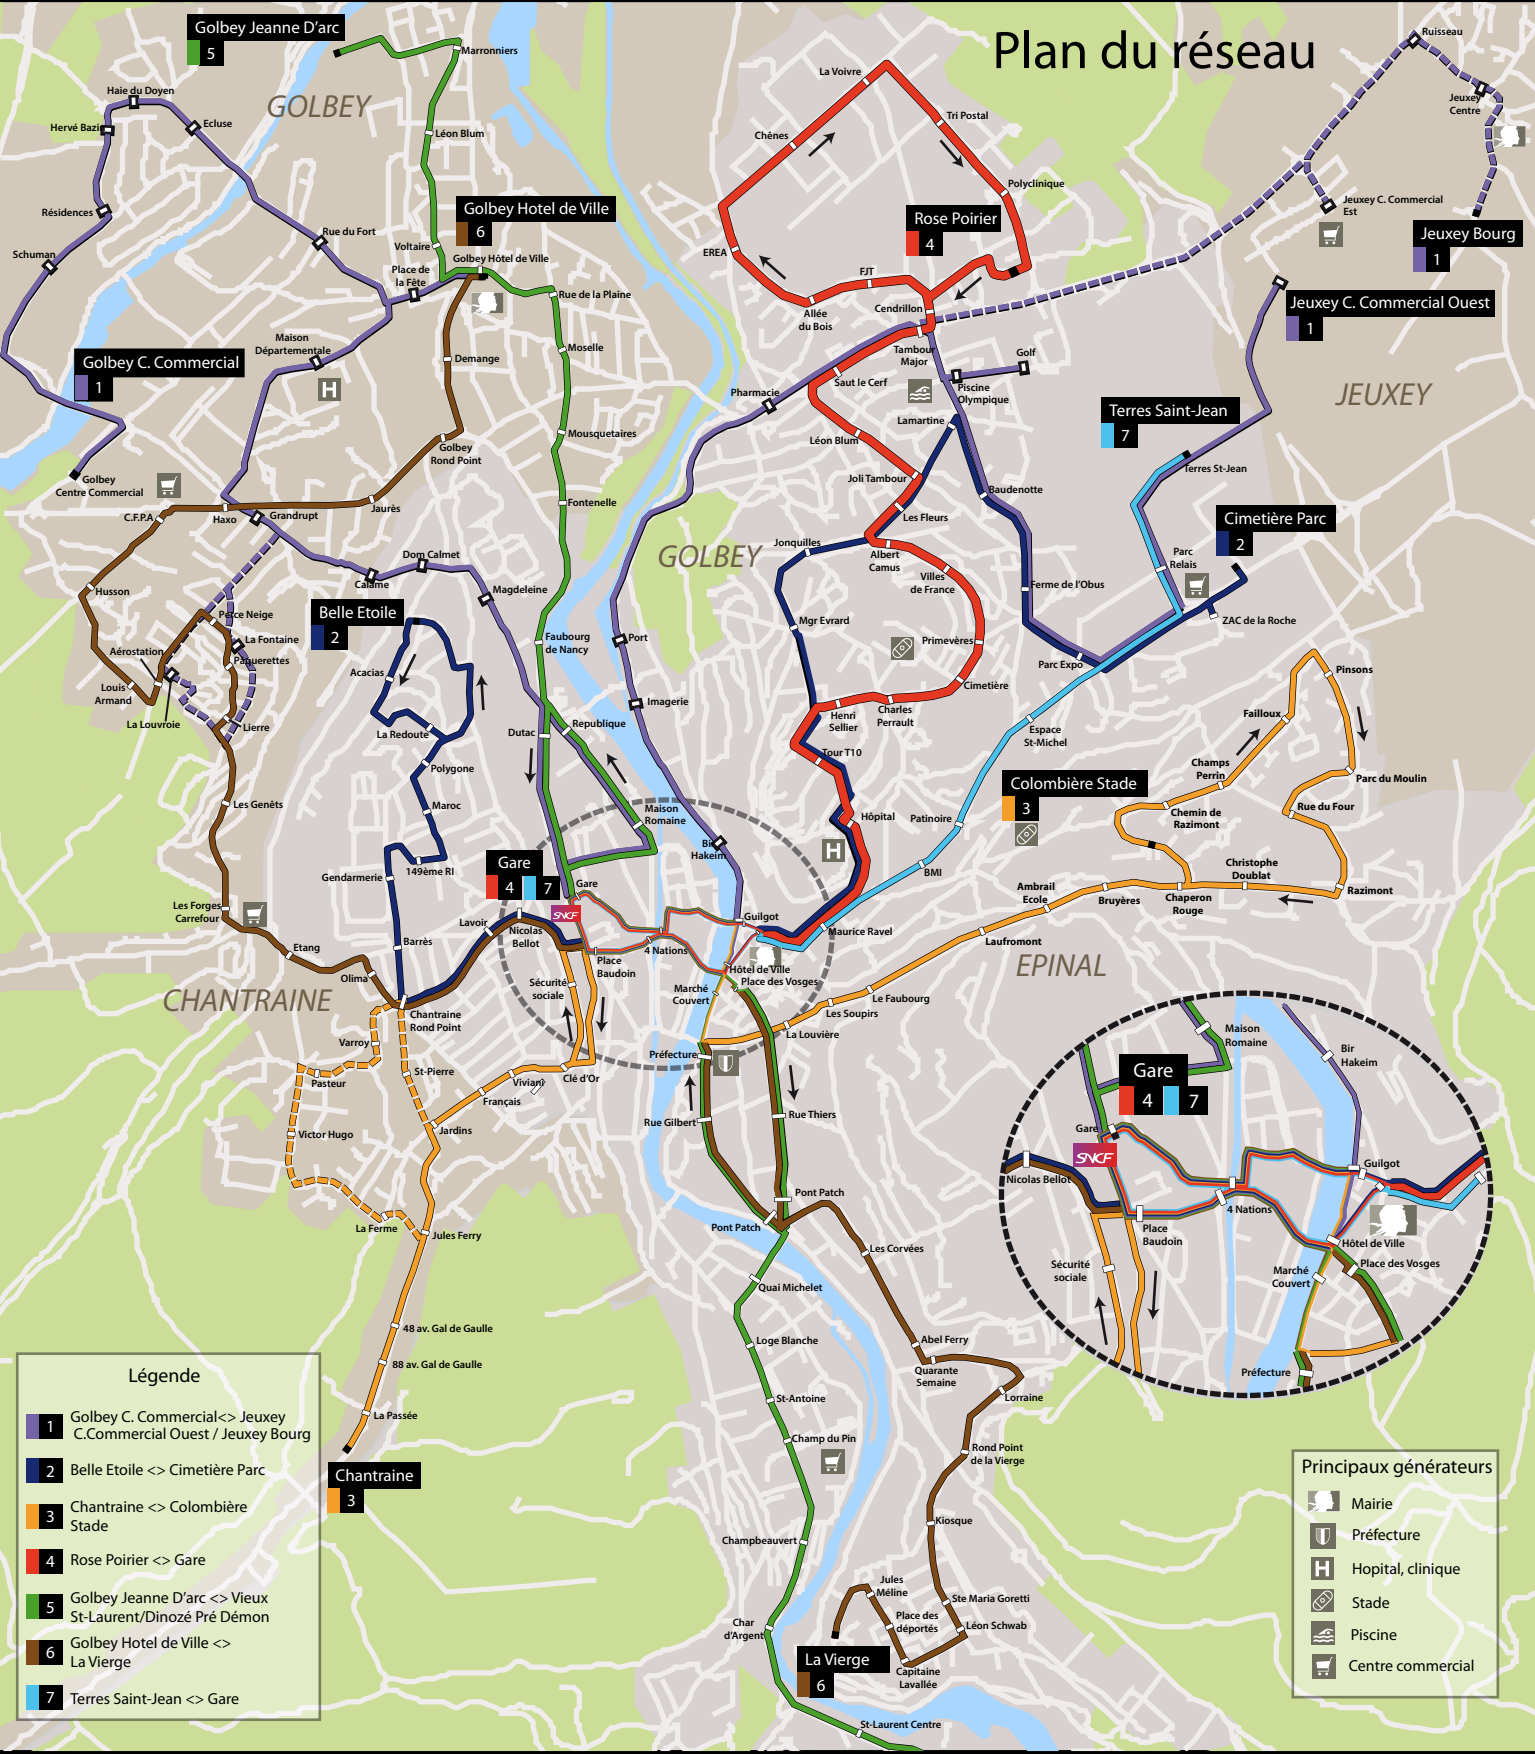 Plan du réseau
Golbey Jeanne D'arc
5
Marronniers
GOLBEY
Haie du Doyen
Hervé Bazin
Ecluse
Léon Blum
Résidences
Schuman
Rue du Fort
Golbey Hotel de Ville
6
Voltaire
Golbey Hôtel de Ville
Place de
la Fête
Rue de la Plaine
Maison
Départementale
Demange
Moselle
Golbey C. Commercial
1
H
Mousquetaires
Golbey
Rond Point
Golbey
Centre Commercial
C.F.P.A
Haxo
Grandrupt
Jaurès
Fontenelle
Dom Calmet
Calame
Magdeleine
Husson
Perce Neige
La Fontaine
Paquerettes
Aérostation
Louis
Armand
La Louvroie
Lierre
Belle Etoile
2
Acacias
La Redoute
Polygone
Maroc
149ème RI
Gendarmerie
Barrès
Faubourg
de Nancy
Dutac
Republique
Maison
Romaine
Les Genêts
Les Forges
Carrefour
Etang
Olima
CHANTRAINE
Chantraine
Rond Point
Lavoir
Nicolas
Bellot
Gare
4
7
Gare
SNCF
4 Nations
Place
Baudoin
Sécurité
sociale
Varroy
Pasteur
St-Pierre
Victor Hugo
Jardins
Français
Viviani
Clé d'Or
La Ferme
Jules Ferry
48 av. Gal de Gaulle
88 av. Gal de Gaulle
La Passée
Chantraine
3
La Voivre
Tri Postal
Chênes
Polyclinique
EREA
Rose Poirier
4
FJT
Allée
du Bois
Cendrillon
Tambour
Major
Golf
Piscine
Olympique
Saut le Cerf
Pharmacie
Lamartine
Léon Blum
Joli Tambour
Baudenotte
Les Fleurs
GOLBEY
Jonquilles
Albert
Camus
Villes
de France
Ferme de l'Obus
Mgr Evrard
Primevères
Port
Imagerie
Parc Expo
Cimetière
Charles
Perrault
Henri
Sellier
Tour T10
Hôpital
H
Bir
Hakeim
Guilgot
Maurice Ravel
BMI
Patinoire
Espace
St-Michel
Hôtel de Ville
Place des Vosges
Marché
Couvert
Ruisseau
Jeuxey
Centre
Jeuxey C. Commercial
Est
Jeuxey Bourg
1
Jeuxey C. Commercial Ouest
1
JEUXEY
Terres Saint-Jean
7
Terres St-Jean
Cimetière Parc
2
Parc
Relais
ZAC de la Roche
Pinsons
Failloux
Champs
Perrin
Parc du Moulin
Chemin de
Razimont
Rue du Four
Colombière Stade
3
Christophe
Doublat
Razimont
Ambrail
Ecole
Bruyères
Chaperon
Rouge
Laufromont
EPINAL
Le Faubourg
Les Soupirs
La Louvière
Préfecture
Rue Gilbert
Rue Thiers
Pont Patch
Pont Patch
Les Corvées
Quai Michelet
Loge Blanche
Abel Ferry
Quarante
Semaine
Lorraine
St-Antoine
Champ du Pin
Rond Point
de la Vierge
Kiosque
Champbeauvert
Jules
Méline
Ste Maria Goretti
Place des
déportés
Léon Schwab
Char
d'Argent
La Vierge
6
Capitaine
Lavallée
St-Laurent Centre
Maison
Romaine
Bir
Hakeim
Gare
4
7
Gare
SNCF
Nicolas Bellot
Guilgot
4 Nations
Place
Baudoin
Hôtel de Ville
Place des Vosges
Sécurité
sociale
Marché
Couvert
Préfecture
Légende
1 Golbey C. Commercial<> Jeuxey
C.Commercial Ouest / Jeuxey Bourg
2 Belle Etoile <> Cimetière Parc
3 Chantraine <> Colombière
Stade
4 Rose Poirier <> Gare
5 Golbey Jeanne D'arc <> Vieux
St-Laurent/Dinozé Pré Démon
6 Golbey Hotel de Ville <>
La Vierge
7 Terres Saint-Jean <> Gare
Principaux générateurs
Mairie
Préfecture
H Hopital, clinique
Stade
Piscine
Centre commercial